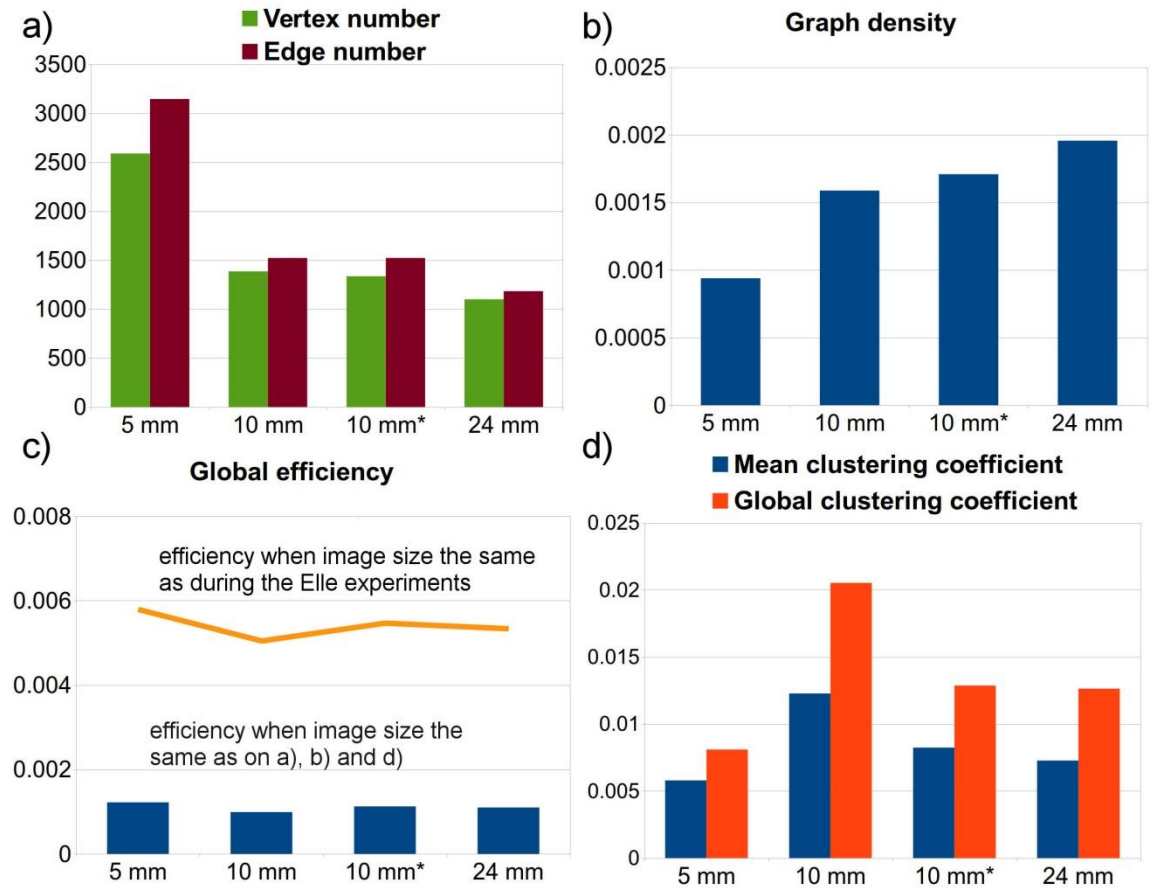 a)
Vertex number
Edge number
3500
3000
2500
2000
1500
1000
500
0
5 mm
10 mm
10 mm*
24 mm
b)
Graph density
0.0025
0.002
0.0015
0.001
0.0005
0
5 mm
10 mm
10 mm*
24 mm
c)
Global efficiency
0.008
0.006
0.004
0.002
0
efficiency when image size the same
as during the Elle experiments
efficiency when image size the
same as on a), b) and d)
5 mm
10 mm
10 mm*
24 mm
d)
Mean clustering coefficient
Global clustering coefficient
0.025
0.02
0.015
0.01
0.005
0
5 mm
10 mm
10 mm*
24 mm